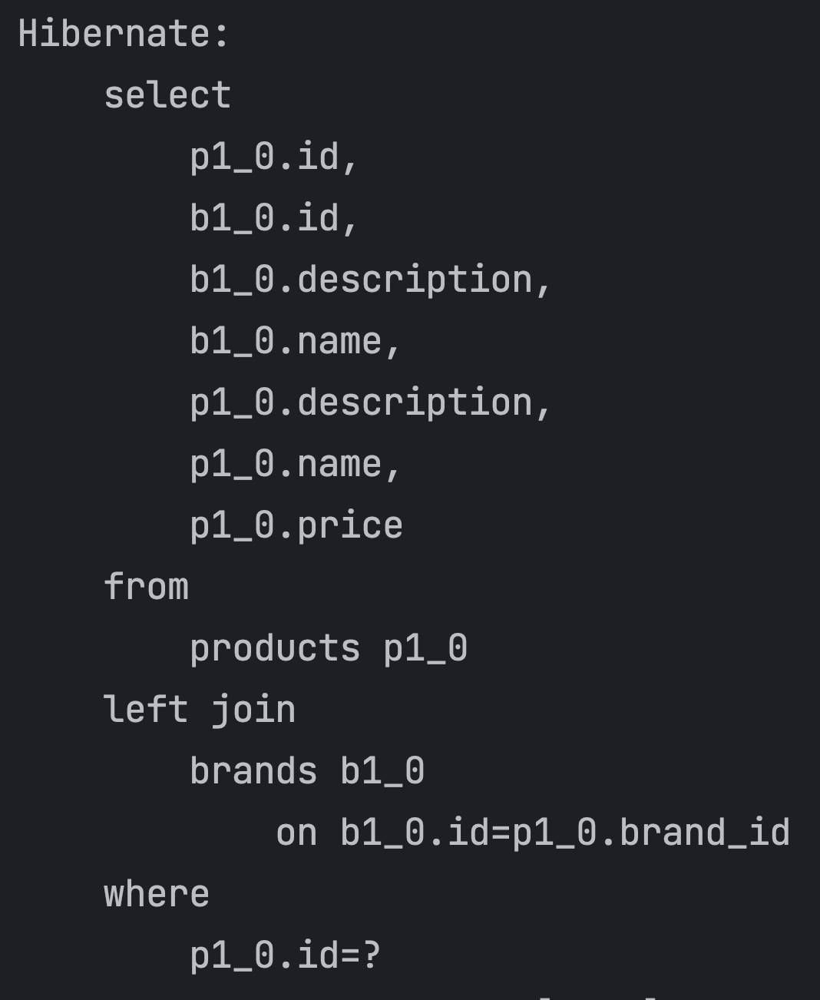 Hibernate:
select
p1_0.id,
b1_0.id,
b1_0.description,
b1_0.name,
p1_0.description,
p1_0.name,
p1_0.price
from
products p1_0
left join
brands b1_0
on b1_0.id=p1_0.brand_id
where
p1_0.id=?